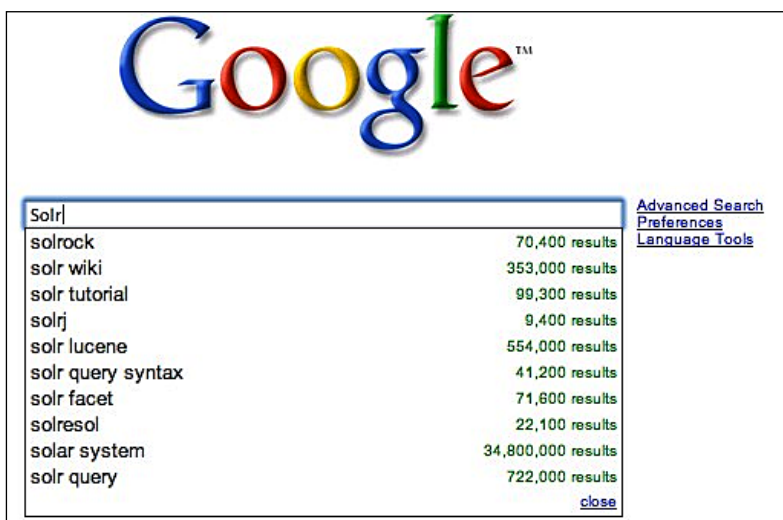 Google™
Solr
Advanced Search
Preferences
Language Tools
solrock 70,400 results
solr wiki 353,000 results
solr tutorial 99,300 results
solrj 9,400 results
solr lucene 554,000 results
solr query syntax 41,200 results
solr facet 71,600 results
solresol 22,100 results
solar system 34,800,000 results
solr query 722,000 results
close